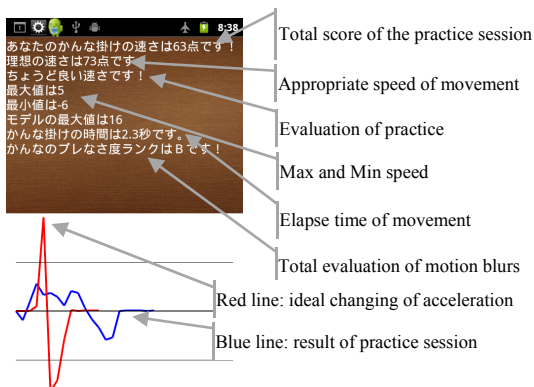 8:38
あなたのかんな掛けの速さは63点です！
理想の速さは73点です
ちょうど良い速さです！
最大値は5
最小値は-6
モデルの最大値は16
かんな掛けの時間は2.3秒です。
かんなのブレなさ度ランクはＢです！
Total score of the practice session
Appropriate speed of movement
Evaluation of practice
Max and Min speed
Elapse time of movement
Total evaluation of motion blurs
Red line: ideal changing of acceleration
Blue line: result of practice session